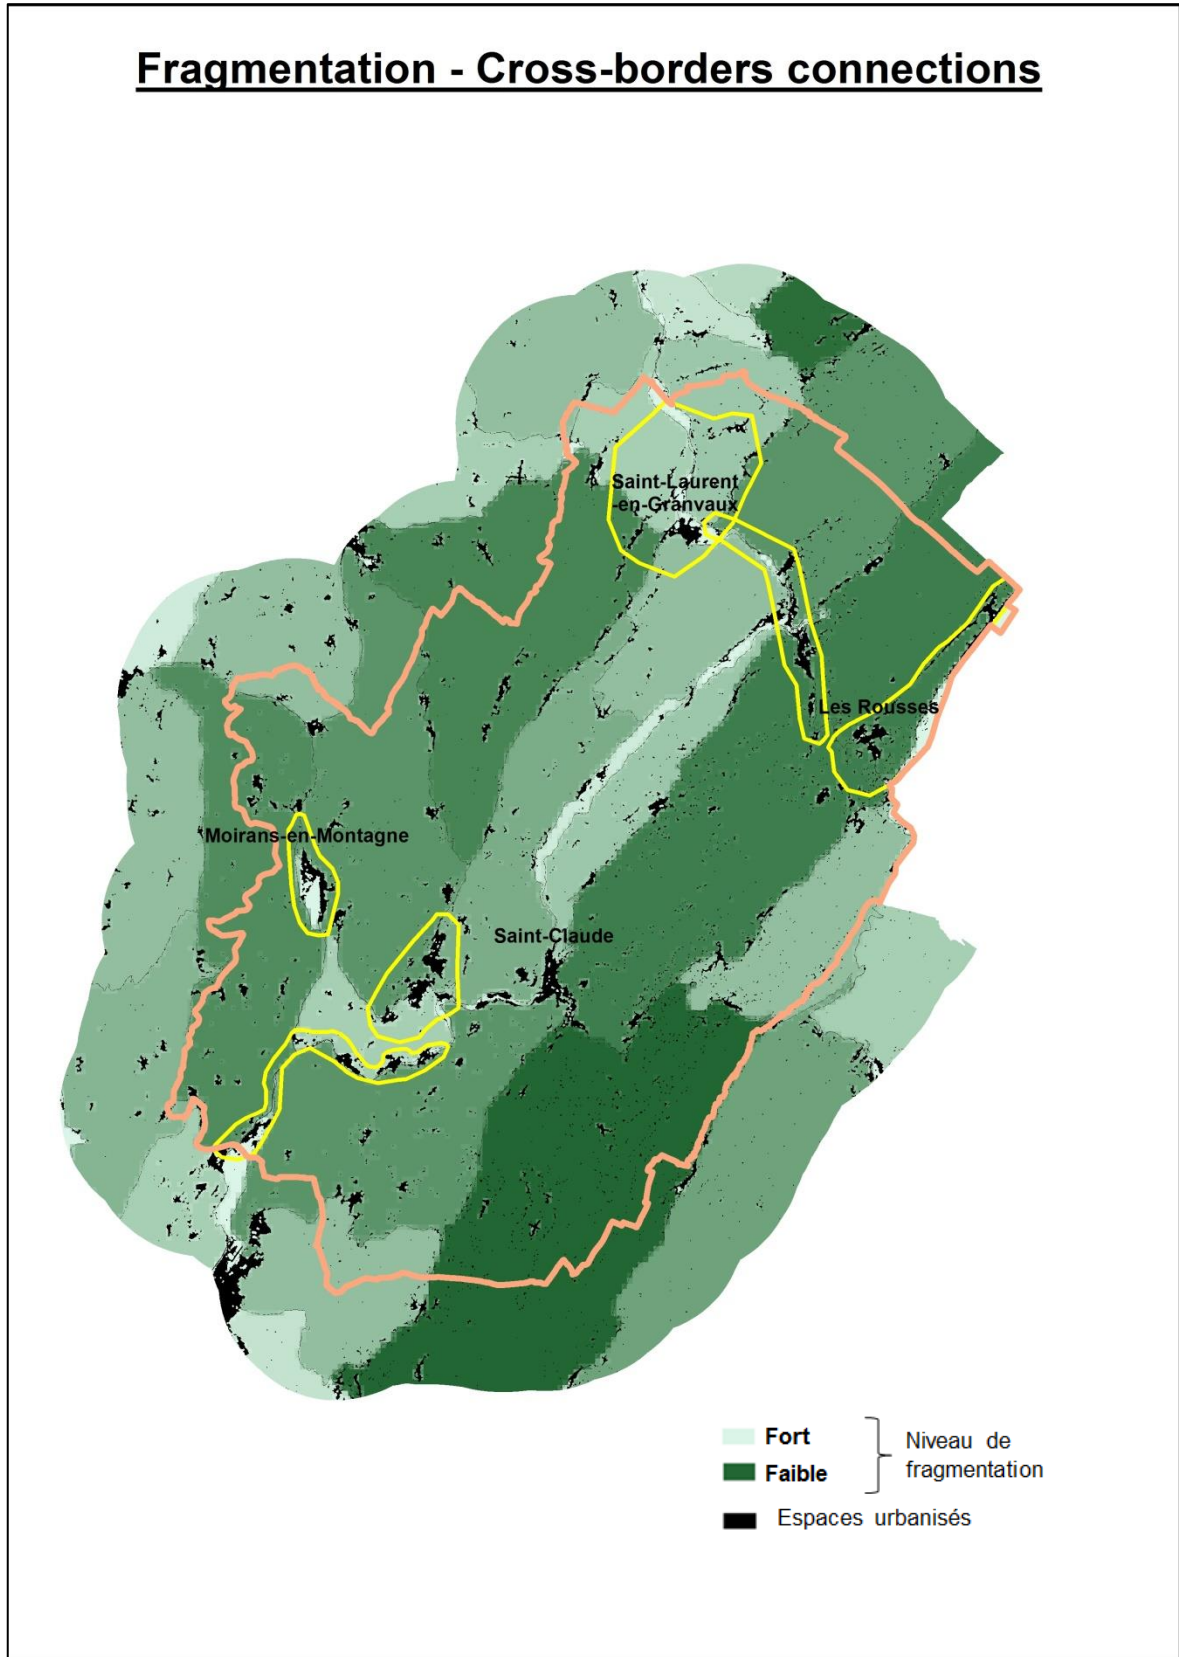 Fragmentation - Cross-borders connections
Saint-Laurent
-en-Granvaux
Les Rousses
Moirans-en-Montagne
Saint-Claude
Fort
Faible
Niveau de
fragmentation
Espaces urbanisés